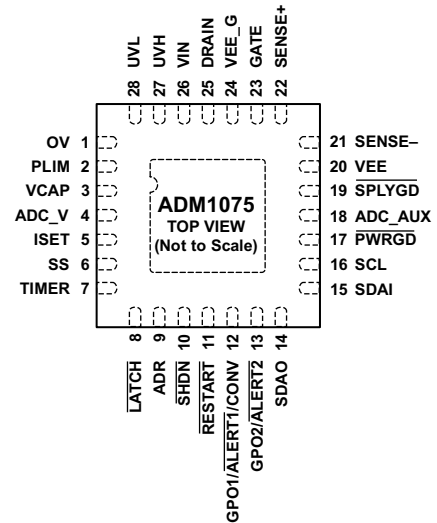 28 UVL
27 UVH
26 VIN
25 DRAIN
24 VEE_G
23 GATE
22 SENSE+
OV 1
PLIM 2
VCAP 3
ADC_V 4
ISET 5
SS 6
TIMER 7
ADM1075
TOP VIEW
(Not to Scale)
21 SENSE–
20 VEE
19 SPLYGD
18 ADC_AUX
17 PWRGD
16 SCL
15 SDAI
LATCH 8
ADR 9
SHDN 10
RESTART 11
GPO1/ALERT1/CONV 12
GPO2/ALERT2 13
SDAO 14